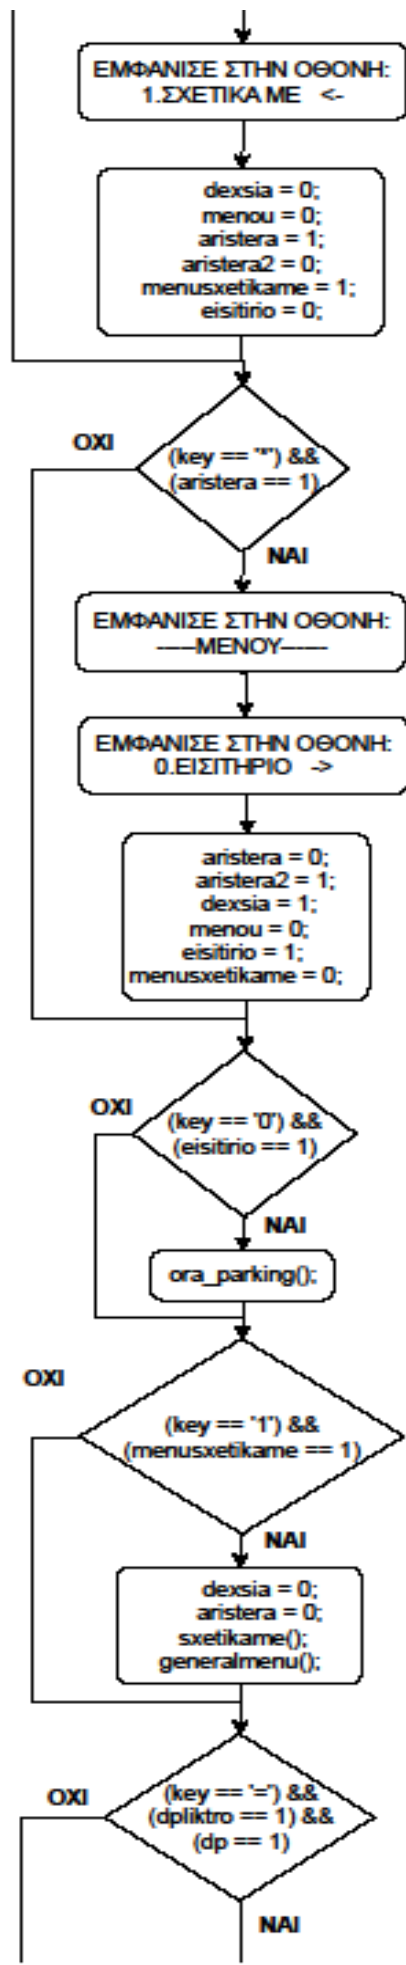 ΕΜΦΑΝΙΣΕ ΣΤΗΝ ΟΘΟΝΗ:
1.ΣΧΕΤΙΚΑ ΜΕ <-
dexsia = 0;
menou = 0;
aristera = 1;
aristera2 = 0;
menusxetikame = 1;
eisitirio = 0;
ΟΧΙ
(key == '*') &&
(aristera == 1)
ΝΑΙ
ΕΜΦΑΝΙΣΕ ΣΤΗΝ ΟΘΟΝΗ:
-----ΜΕΝΟΥ------
ΕΜΦΑΝΙΣΕ ΣΤΗΝ ΟΘΟΝΗ:
0.ΕΙΣΙΤΗΡΙΟ ->
aristera = 0;
aristera2 = 1;
dexsia = 1;
menou = 0;
eisitirio = 1;
menusxetikame = 0;
ΟΧΙ
(key == '0') &&
(eisitirio == 1)
ΝΑΙ
ora_parking();
ΟΧΙ
(key == '1') &&
(menusxetikame == 1)
ΝΑΙ
dexsia = 0;
aristera = 0;
sxetikame();
generalmenu();
ΟΧΙ
(key == '=') &&
(dpliktro == 1) &&
(dp == 1)
ΝΑΙ